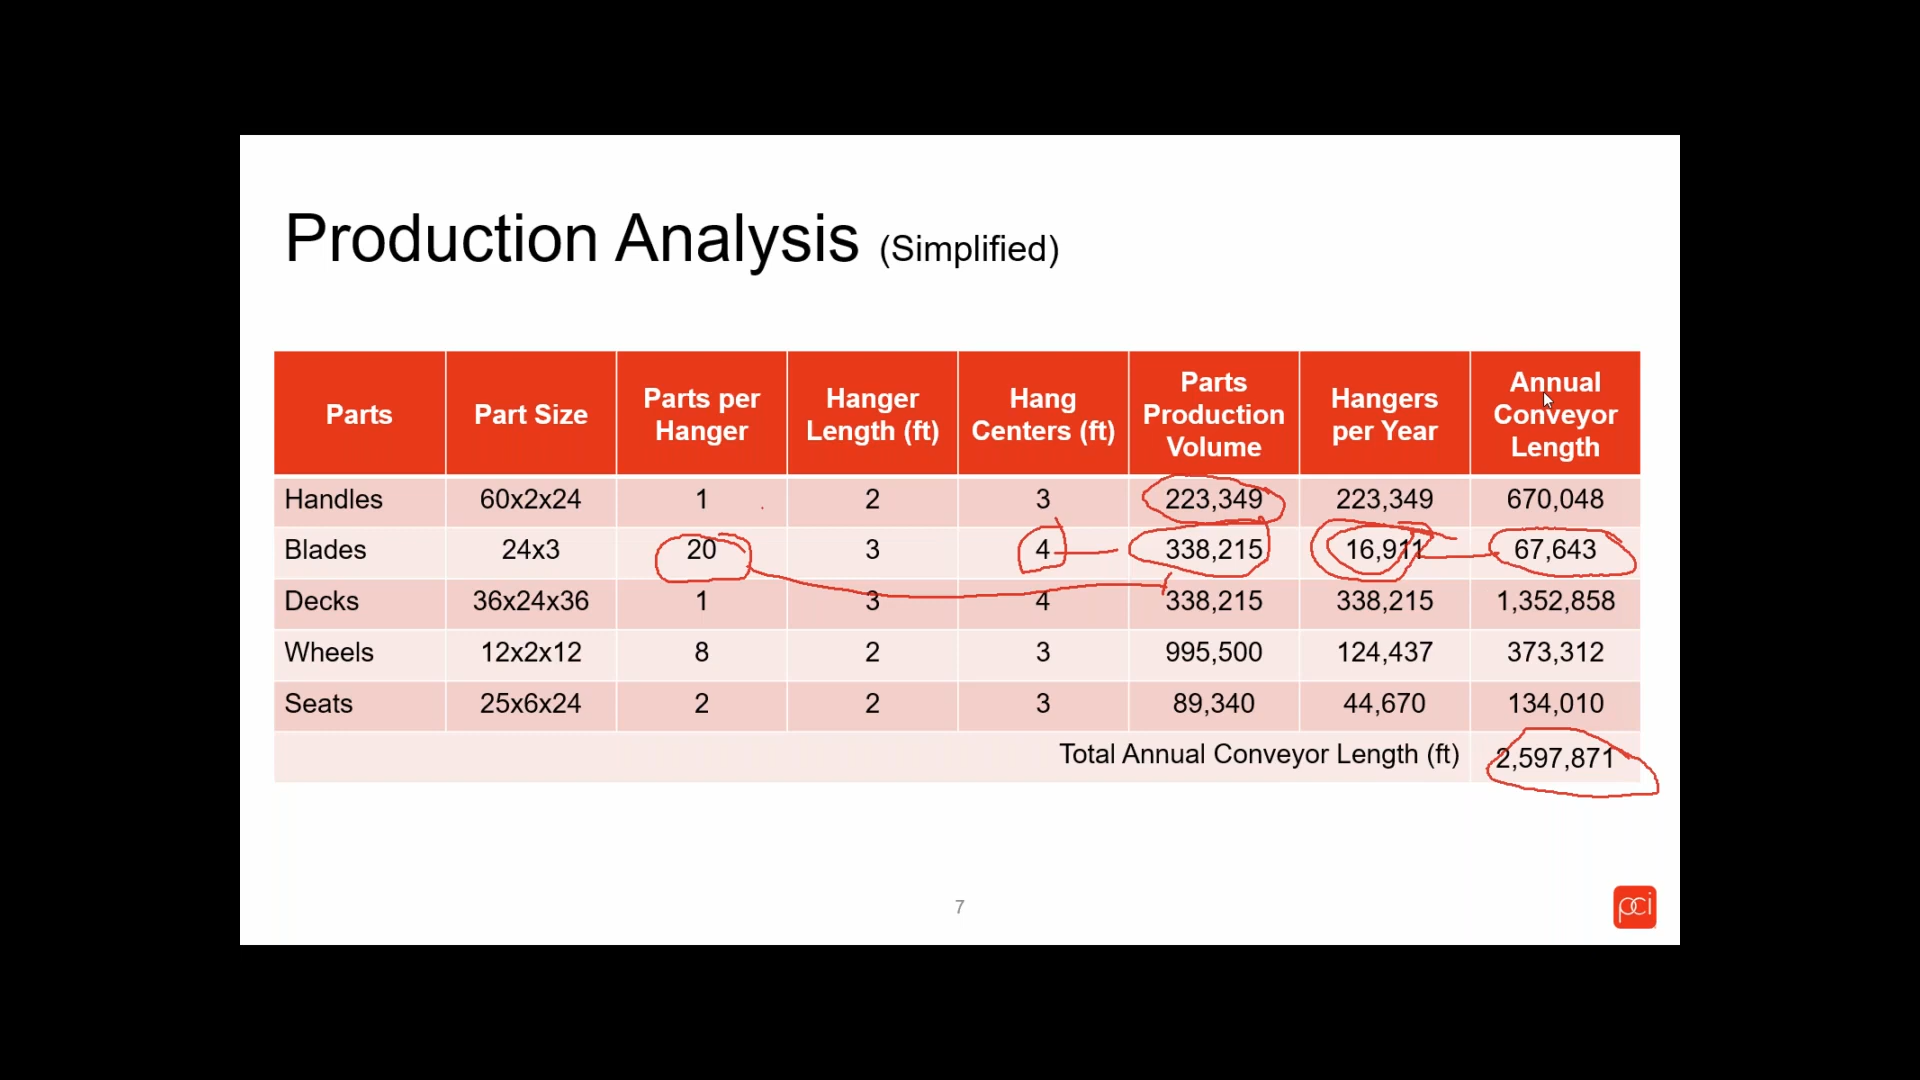 Production Analysis (Simplified)
Parts Part Size Parts per Hanger Hanger Length (ft) Hang Centers (ft) Parts Production Volume Hangers per Year Annual Conveyor Length
Handles 60x2x24 1 2 3 223,349 223,349 670,048
Blades 24x3 20 3 4 338,215 16,911 67,643
Decks 36x24x36 1 3 4 338,215 338,215 1,352,858
Wheels 12x2x12 8 2 3 995,500 124,437 373,312
Seats 25x6x24 2 2 3 89,340 44,670 134,010
Total Annual Conveyor Length (ft) 2,597,871
7
pci